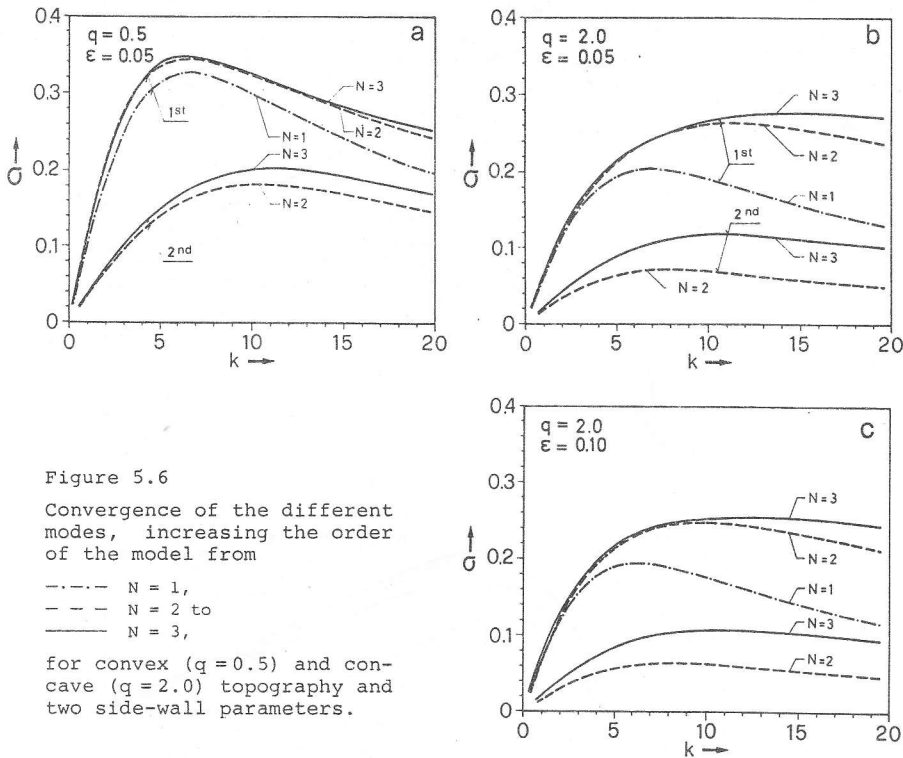 q = 0.5
ε = 0.05
a
0.4
0.3
0.2
0.1
0
σ
1st
N=3
N=2
N=1
N=3
N=2
2nd
0
5
10
15
20
k
q = 2.0
ε = 0.05
b
0.4
0.3
0.2
0.1
0
σ
N=3
1st
N=2
N=1
2nd
N=3
N=2
0
5
10
15
20
k
q = 2.0
ε = 0.10
c
0.4
0.3
0.2
0.1
0
σ
N=3
N=2
N=1
N=3
N=2
0
5
10
15
20
k
Figure 5.6
Convergence of the different
modes, increasing the order
of the model from
N = 1,
N = 2 to
N = 3,
for convex (q = 0.5) and con-
cave (q = 2.0) topography and
two side-wall parameters.